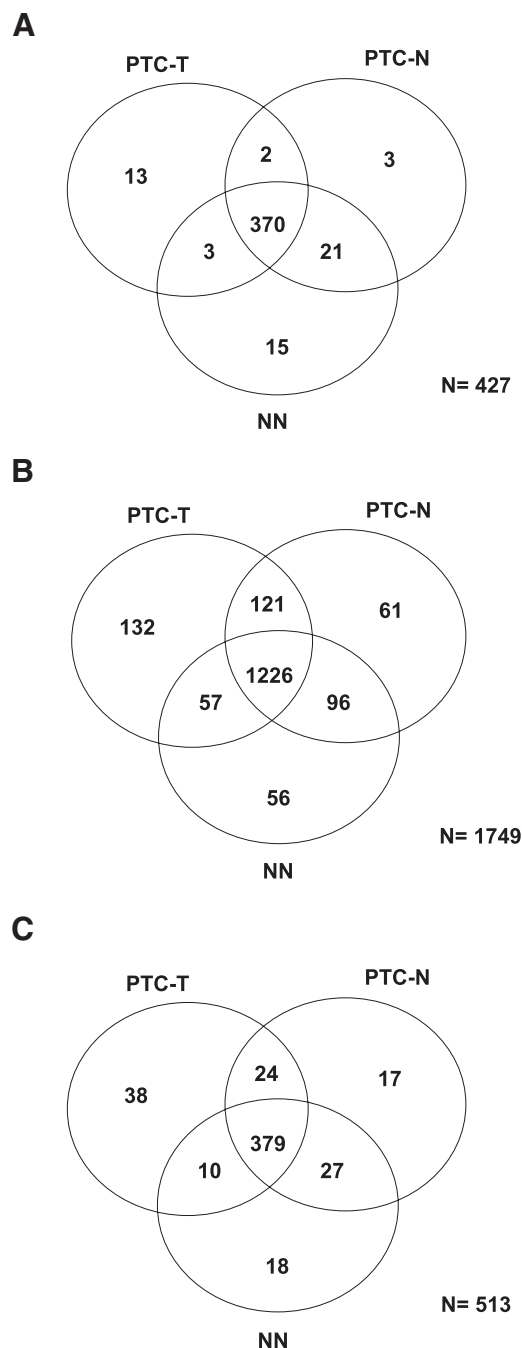 A
PTC-T
PTC-N
13
2
3
370
3
21
15
N= 427
NN
B
PTC-T
PTC-N
132
121
61
1226
57
96
56
N= 1749
NN
C
PTC-T
PTC-N
38
24
17
379
10
27
18
N= 513
NN